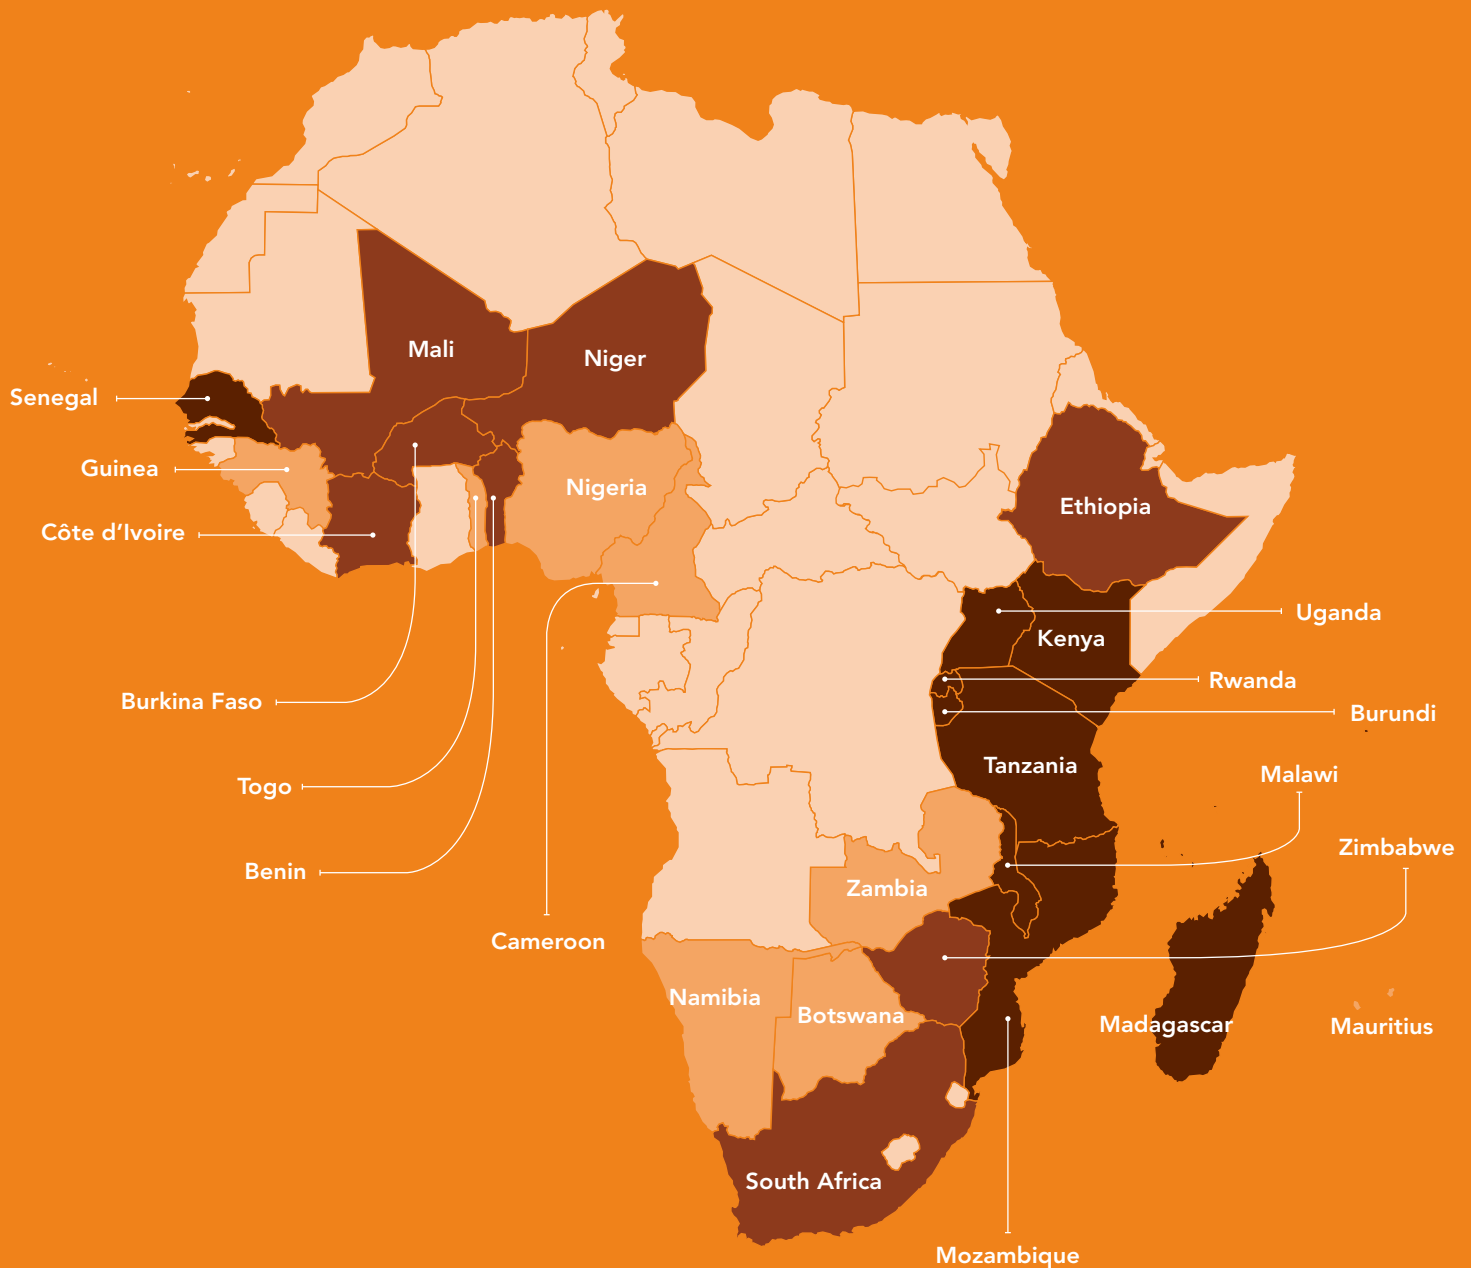 Mali
Niger
Senegal
Guinea
Nigeria
Ethiopia
Côte d’Ivoire
Uganda
Kenya
Rwanda
Burkina Faso
Burundi
Tanzania
Malawi
Togo
Zimbabwe
Benin
Zambia
Cameroon
Namibia
Botswana
Madagascar
Mauritius
South Africa
Mozambique